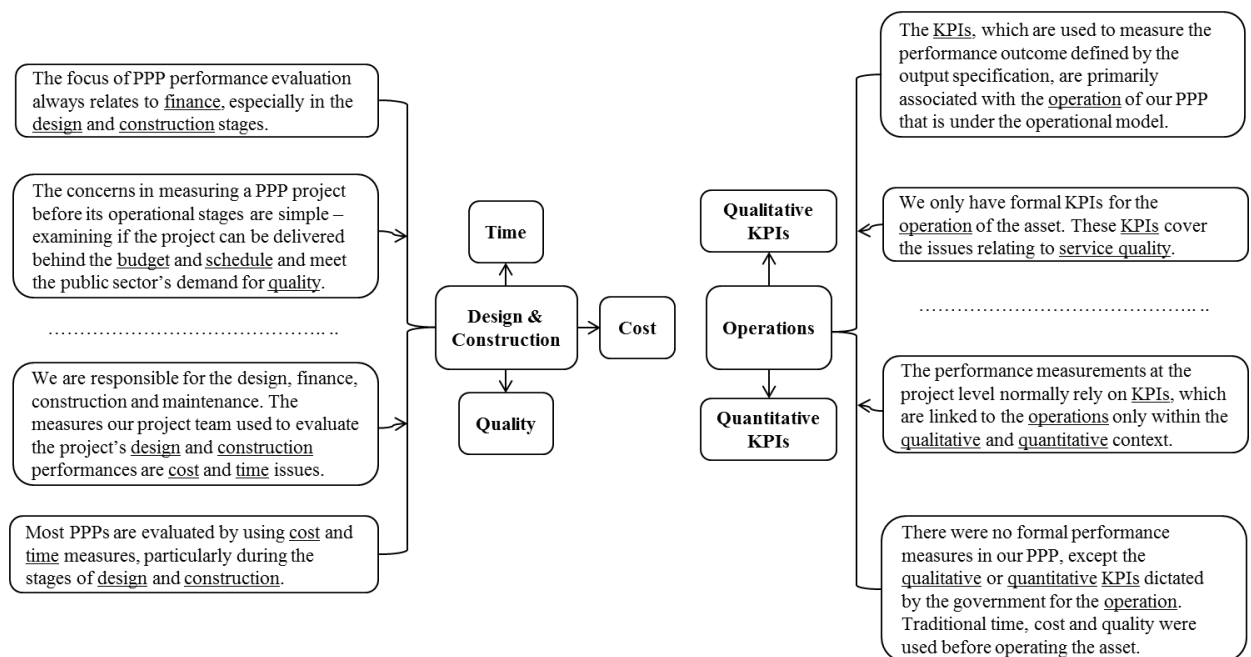 The focus of PPP performance evaluation
always relates to finance, especially in the
design and construction stages.
The concerns in measuring a PPP project
before its operational stages are simple –
examining if the project can be delivered
behind the budget and schedule and meet
the public sector's demand for quality.
…………………………………….. ..
We are responsible for the design, finance,
construction and maintenance. The
measures our project team used to evaluate
the project's design and construction
performances are cost and time issues.
Most PPPs are evaluated by using cost and
time measures, particularly during the
stages of design and construction.
Time
Design &
Construction
Cost
Quality
Qualitative
KPIs
Operations
Quantitative
KPIs
The KPIs, which are used to measure the
performance outcome defined by the
output specification, are primarily
associated with the operation of our PPP
that is under the operational model.
We only have formal KPIs for the
operation of the asset. These KPIs cover
the issues relating to service quality.
…………………………………….. ..
The performance measurements at the
project level normally rely on KPIs, which
are linked to the operations only within the
qualitative and quantitative context.
There were no formal performance
measures in our PPP, except the
qualitative or quantitative KPIs dictated
by the government for the operation.
Traditional time, cost and quality were
used before operating the asset.